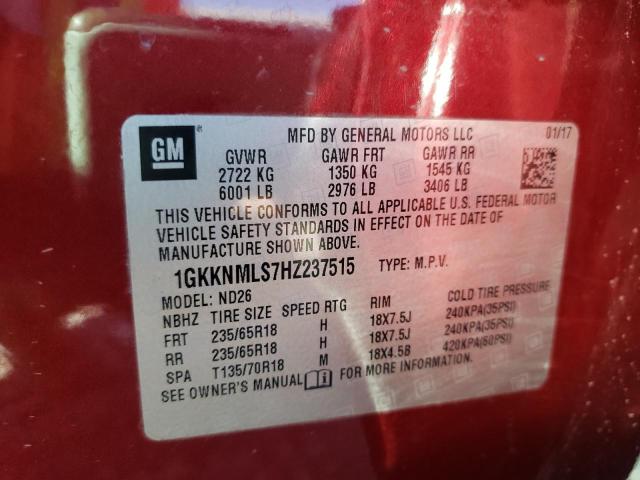 GM
MFD BY GENERAL MOTORS LLC 01/17
GVWR GAWR FRT GAWR RR
2722 KG 1350 KG 1545 KG
6001 LB 2976 LB 3406 LB
THIS VEHICLE CONFORMS TO ALL APPLICABLE U.S. FEDERAL MOTOR
VEHICLE SAFETY STANDARDS IN EFFECT ON THE DATE OF
MANUFACTURE SHOWN ABOVE.
1GKKNMLS7HZ237515 TYPE: M.P.V.
MODEL: ND26
NBHZ TIRE SIZE SPEED RTG RIM COLD TIRE PRESSURE
FRT 235/65R18 H 18X7.5J 240KPA(35PSI)
RR 235/65R18 H 18X7.5J 240KPA(35PSI)
SPA T135/70R18 M 18X4.5B 420KPA(60PSI)
SEE OWNER'S MANUAL i FOR MORE INFORMATION.